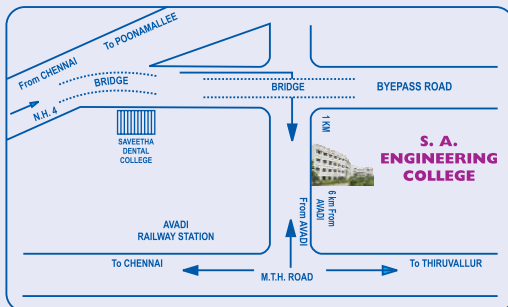 To POONAMALLEE
From CHENNAI
BRIDGE
N.H. 4
BRIDGE
BYEPASS ROAD
SAVEETHA
DENTAL
COLLEGE
1 KM
S. A.
ENGINEERING
COLLEGE
6 km From
AVADI
From AVADI
AVADI
RAILWAY STATION
To CHENNAI
M.T.H. ROAD
To THIRUVALLUR